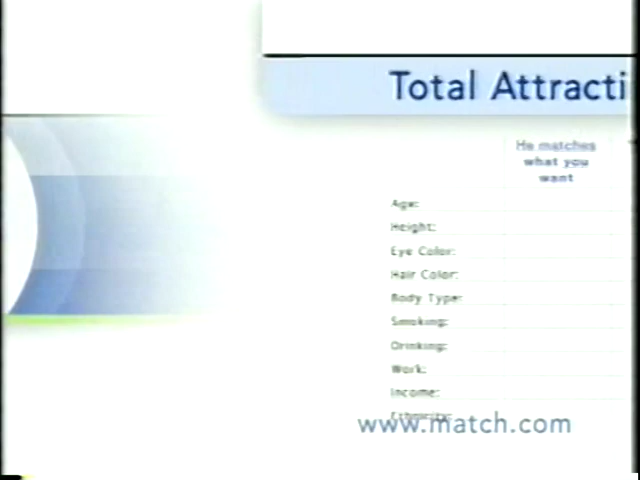 Total Attracti
He matches
what you
want
Age:
Height:
Eye Color:
Hair Color:
Body Type:
Smoking:
Drinking:
Work:
Income:
Ethnicity:
www.match.com